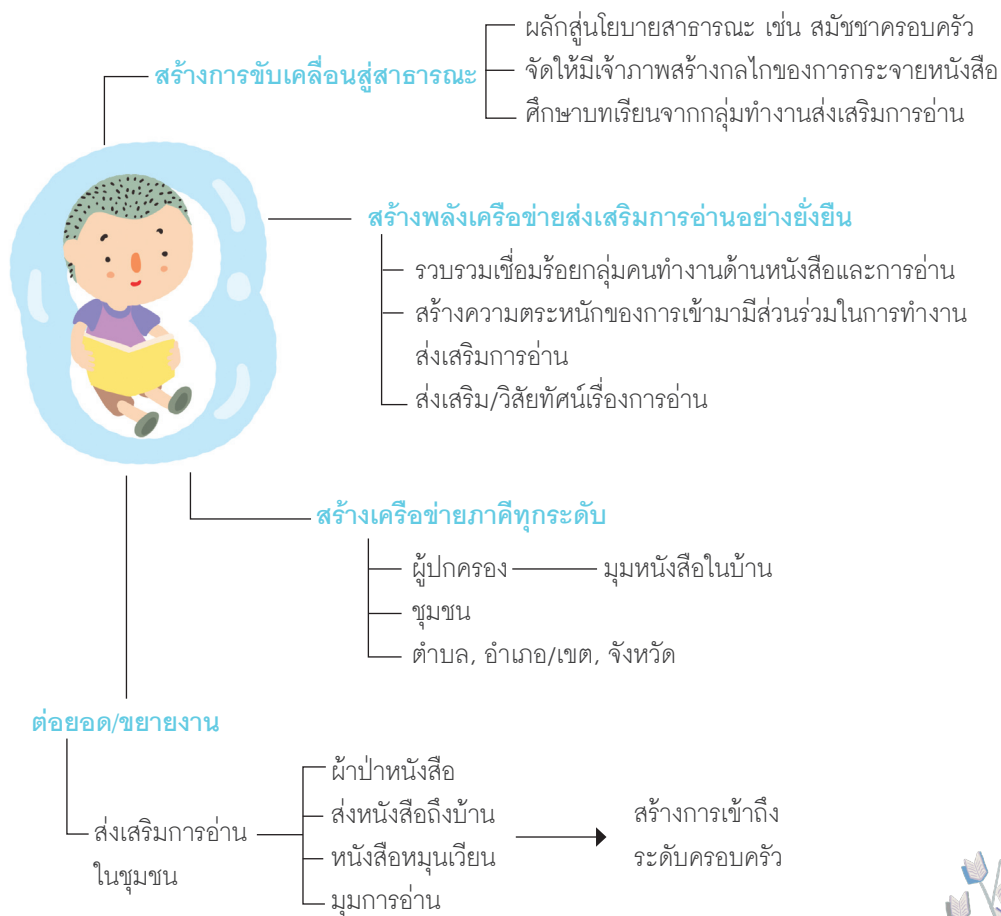 ผลักสู่นโยบายสาธารณะ เช่น สมัชชาครอบครัว
สร้างการขับเคลื่อนสู่สาธารณะ
จัดให้มีเจ้าภาพสร้างกลไกของการกระจายหนังสือ
ศึกษาบทเรียนจากกลุ่มทำงานส่งเสริมการอ่าน
สร้างพลังเครือข่ายส่งเสริมการอ่านอย่างยั่งยืน
รวบรวมเชื่อมร้อยกลุ่มคนทำงานด้านหนังสือและการอ่าน
สร้างความตระหนักของการเข้ามามีส่วนร่วมในการทำงาน
ส่งเสริมการอ่าน
ส่งเสริม/วิสัยทัศน์เรื่องการอ่าน
สร้างเครือข่ายภาคีทุกระดับ
ผู้ปกครอง มุมหนังสือในบ้าน
ชุมชน
ตำบล, อำเภอ/เขต, จังหวัด
ต่อยอด/ขยายงาน
ส่งเสริมการอ่าน
ในชุมชน
ผ้าป่าหนังสือ
ส่งหนังสือถึงบ้าน
หนังสือหมุนเวียน
มุมการอ่าน
สร้างการเข้าถึง
ระดับครอบครัว